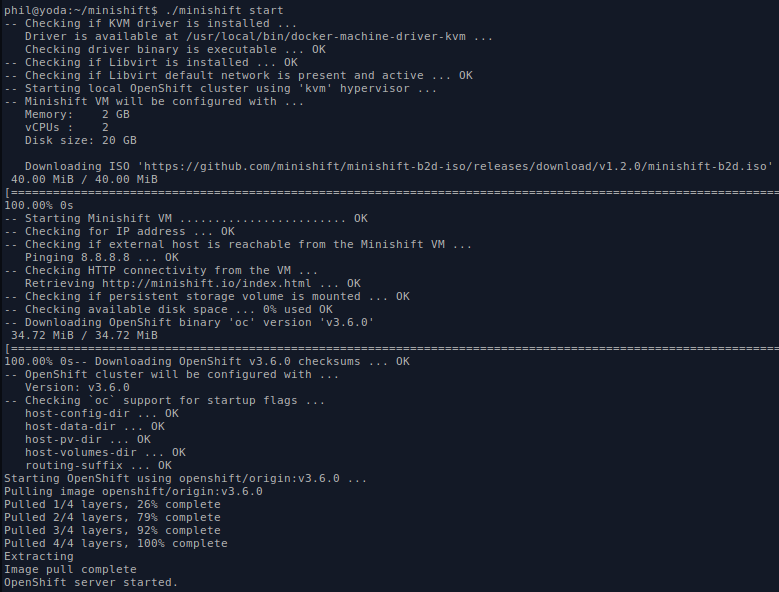 phil@yoda:~/minishift$ ./minishift start
-- Checking if KVM driver is installed ...
   Driver is available at /usr/local/bin/docker-machine-driver-kvm ...
   Checking driver binary is executable ... OK
-- Checking if Libvirt is installed ... OK
-- Checking if Libvirt default network is present and active ... OK
-- Starting local OpenShift cluster using 'kvm' hypervisor ...
-- Minishift VM will be configured with ...
   Memory:    2 GB
   vCPUs :    2
   Disk size: 20 GB

   Downloading ISO 'https://github.com/minishift/minishift-b2d-iso/releases/download/v1.2.0/minishift-b2d.iso'
 40.00 MiB / 40.00 MiB
[==============================================================================================================
100.00% 0s
-- Starting Minishift VM ........................ OK
-- Checking for IP address ... OK
-- Checking if external host is reachable from the Minishift VM ...
   Pinging 8.8.8.8 ... OK
-- Checking HTTP connectivity from the VM ...
   Retrieving http://minishift.io/index.html ... OK
-- Checking if persistent storage volume is mounted ... OK
-- Checking available disk space ... 0% used OK
-- Downloading OpenShift binary 'oc' version 'v3.6.0'
 34.72 MiB / 34.72 MiB
[==============================================================================================================
100.00% 0s-- Downloading OpenShift v3.6.0 checksums ... OK
-- OpenShift cluster will be configured with ...
   Version: v3.6.0
-- Checking `oc` support for startup flags ...
   host-config-dir ... OK
   host-data-dir ... OK
   host-pv-dir ... OK
   host-volumes-dir ... OK
   routing-suffix ... OK
Starting OpenShift using openshift/origin:v3.6.0 ...
Pulling image openshift/origin:v3.6.0
Pulled 1/4 layers, 26% complete
Pulled 2/4 layers, 79% complete
Pulled 3/4 layers, 92% complete
Pulled 4/4 layers, 100% complete
Extracting
Image pull complete
OpenShift server started.